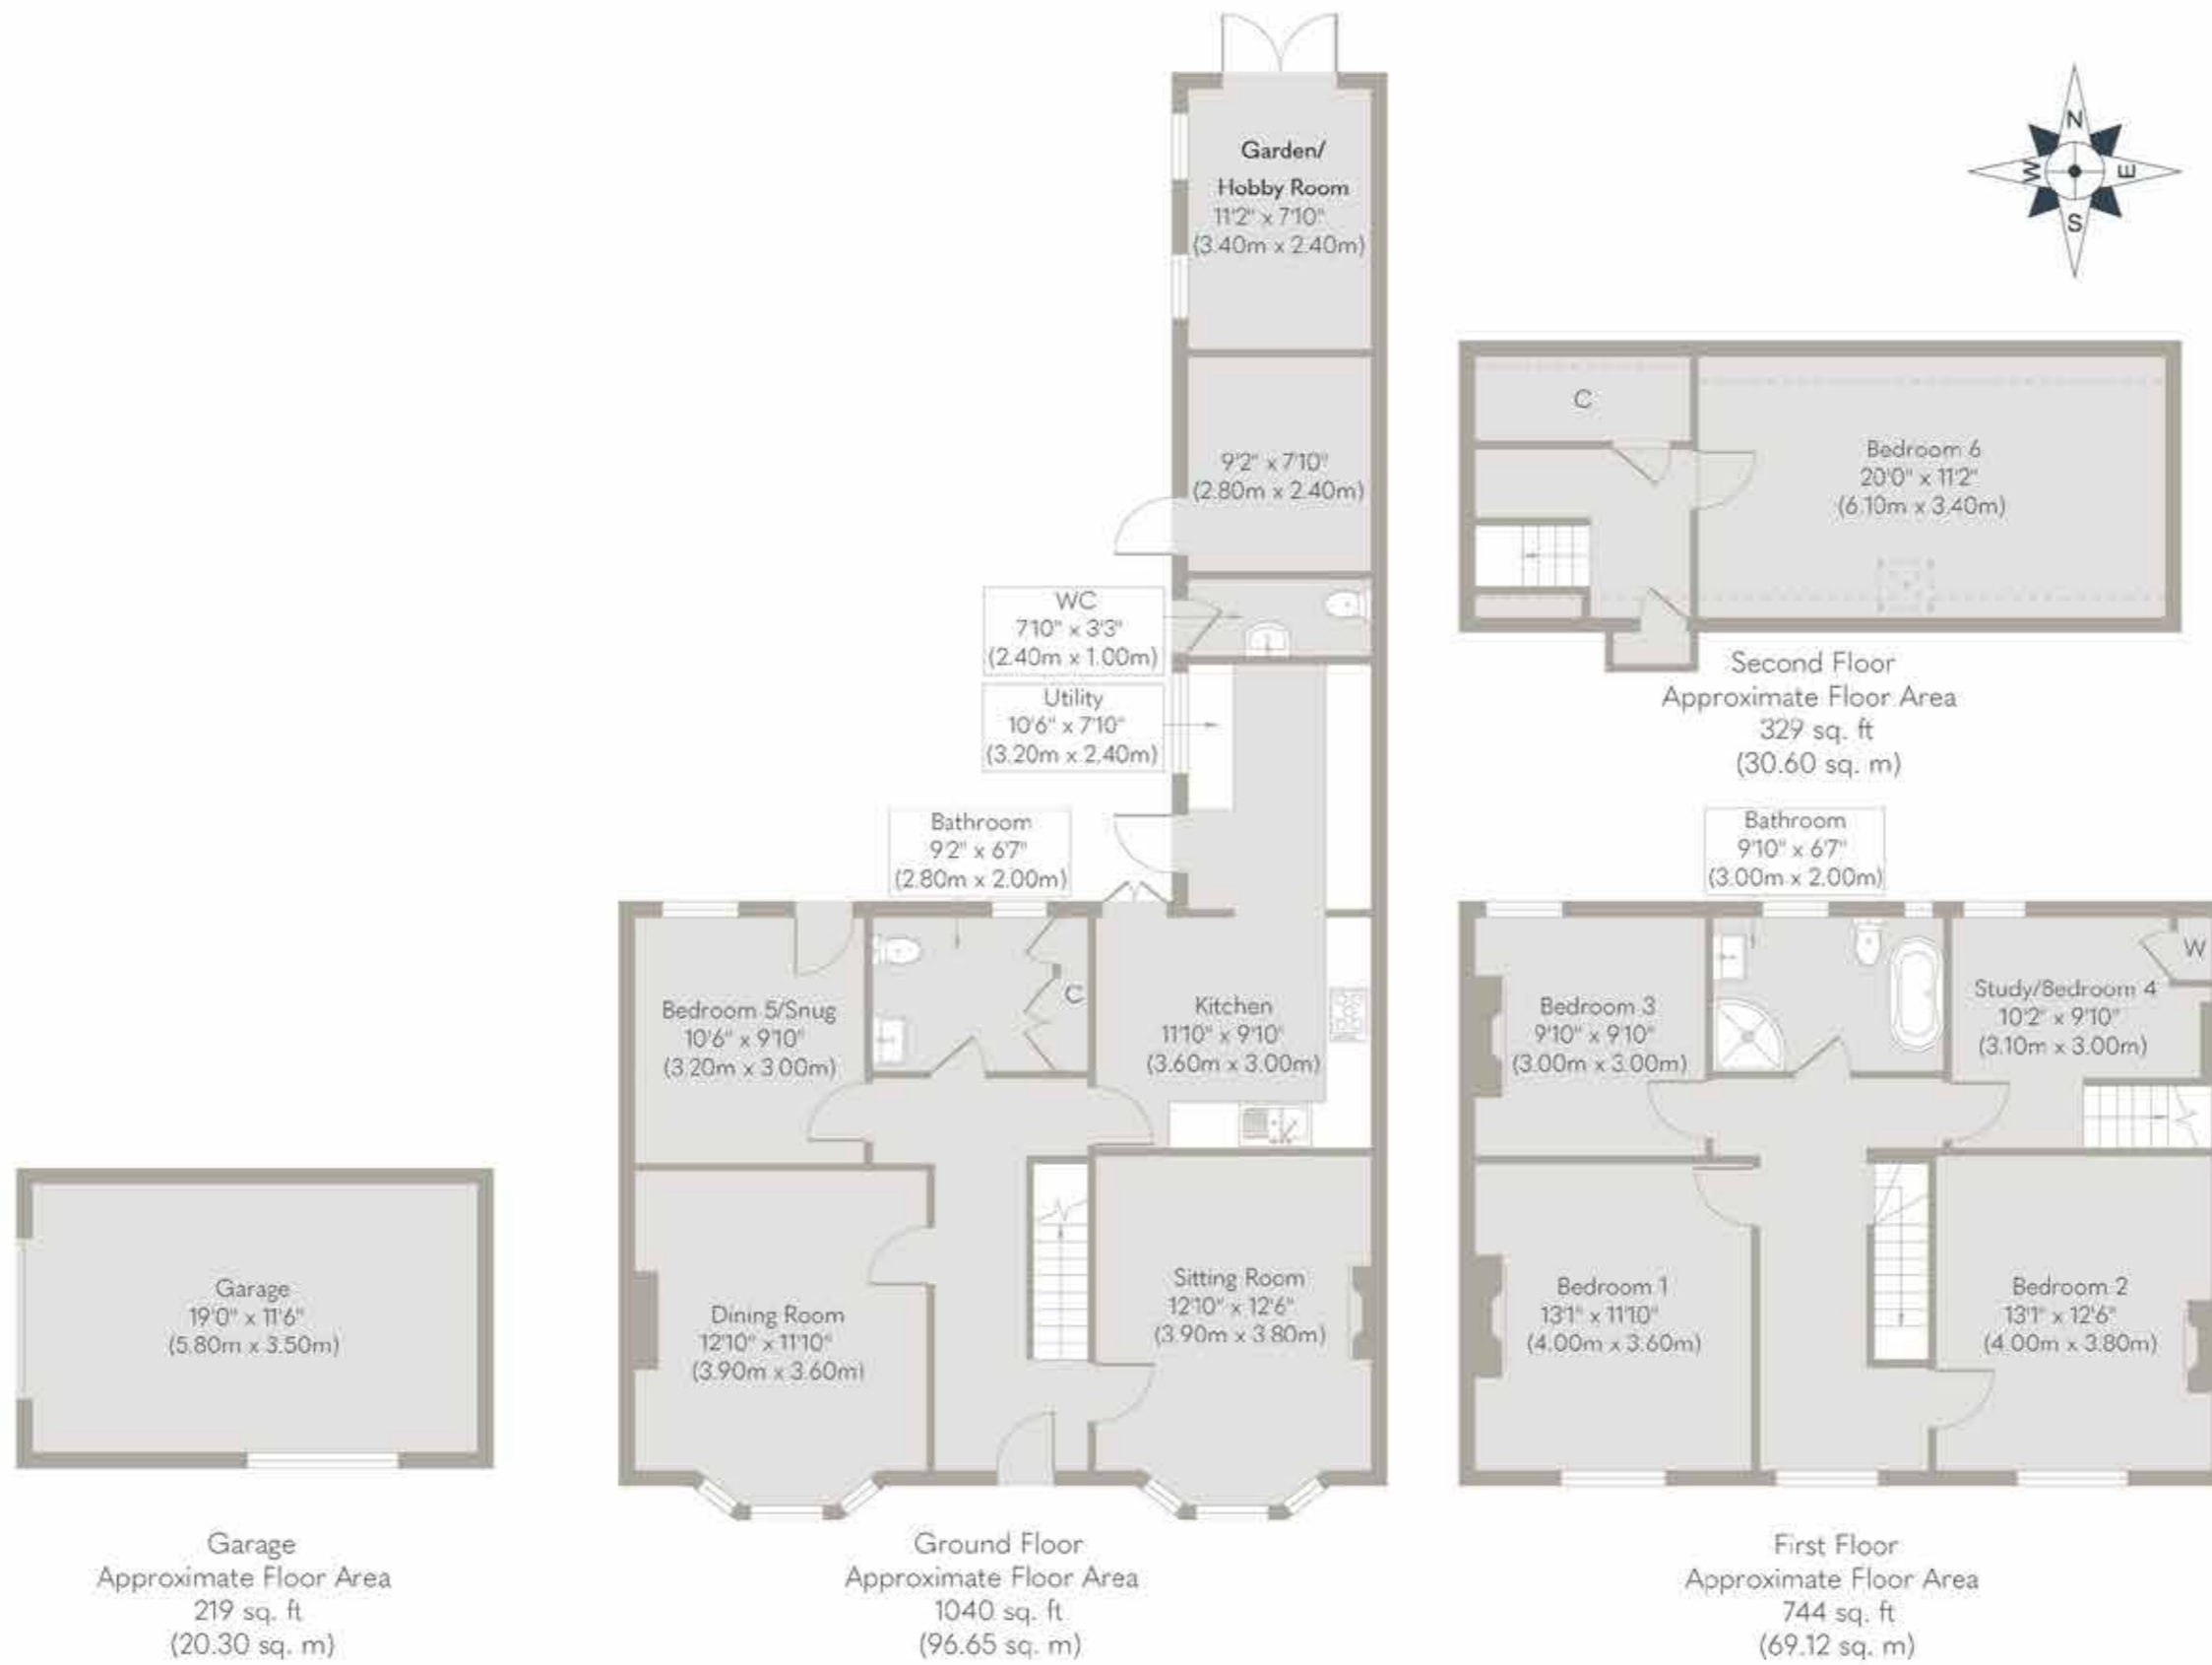 Garden/
Hobby Room
11'2" x 7'10"
(3.40m x 2.40m)
N
W
E
S
9'2" x 7'10"
(2.80m x 2.40m)
WC
7'10" x 3'3"
(2.40m x 1.00m)
Utility
10'6" x 7'10"
(3.20m x 2.40m)
C
Bedroom 6
20'0" x 11'2"
(6.10m x 3.40m)
Second Floor
Approximate Floor Area
329 sq. ft
(30.60 sq. m)
Bathroom
9'2" x 6'7"
(2.80m x 2.00m)
Bedroom 5/Snug
10'6" x 9'10"
(3.20m x 3.00m)
C
Kitchen
11'10" x 9'10"
(3.60m x 3.00m)
Dining Room
12'10" x 11'10"
(3.90m x 3.60m)
Sitting Room
12'10" x 12'6"
(3.90m x 3.80m)
Bathroom
9'10" x 6'7"
(3.00m x 2.00m)
Bedroom 3
9'10" x 9'10"
(3.00m x 3.00m)
Study/Bedroom 4
10'2" x 9'10"
(3.10m x 3.00m)
W
Bedroom 1
13'1" x 11'10"
(4.00m x 3.60m)
Bedroom 2
13'1" x 12'6"
(4.00m x 3.80m)
Garage
19'0" x 11'6"
(5.80m x 3.50m)
Garage
Approximate Floor Area
219 sq. ft
(20.30 sq. m)
Ground Floor
Approximate Floor Area
1040 sq. ft
(96.65 sq. m)
First Floor
Approximate Floor Area
744 sq. ft
(69.12 sq. m)